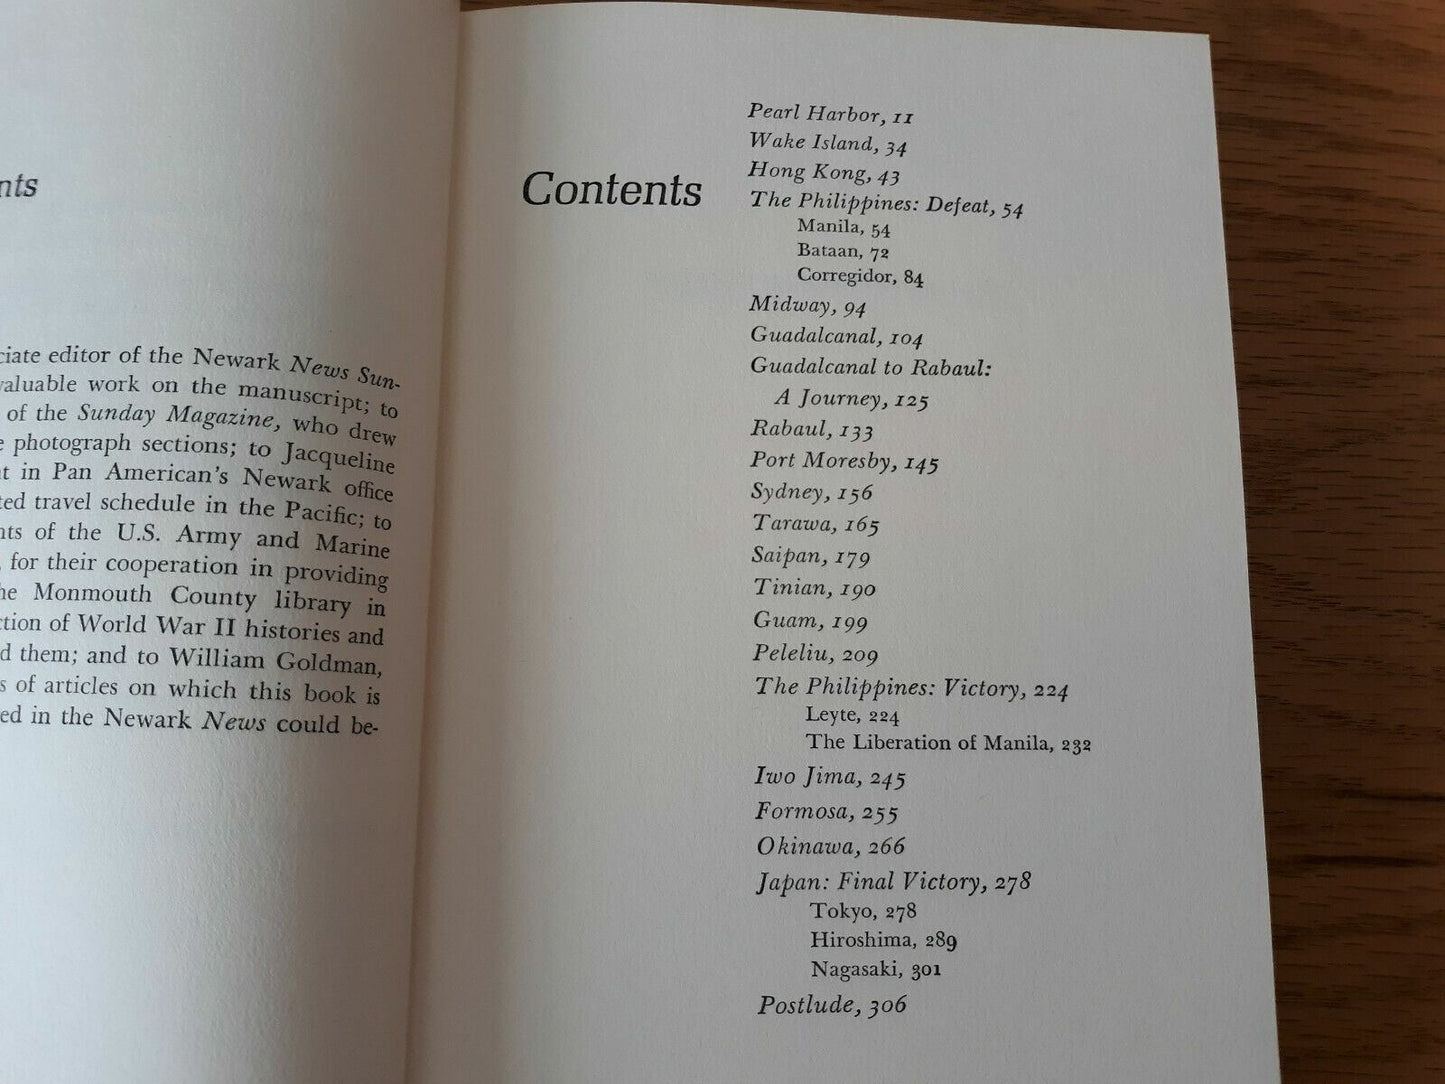 nts
ciate editor of the Newark News Sun-
valuable work on the manuscript; to
of the Sunday Magazine, who drew
photograph sections; to Jacqueline
in Pan American's Newark office
ted travel schedule in the Pacific; to
nts of the U.S. Army and Marine
, for their cooperation in providing
he Monmouth County library in
ction of World War II histories and
d them; and to William Goldman,
s of articles on which this book is
ed in the Newark News could be-
Contents
Pearl Harbor, 11
Wake Island, 34
Hong Kong, 43
The Philippines: Defeat, 54
Manila, 54
Bataan, 72
Corregidor, 84
Midway, 94
Guadalcanal, 104
Guadalcanal to Rabaul:
A Journey, 125
Rabaul, 133
Port Moresby, 145
Sydney, 156
Tarawa, 165
Saipan, 179
Tinian, 190
Guam, 199
Peleliu, 209
The Philippines: Victory, 224
Leyte, 224
The Liberation of Manila, 232
Iwo Jima, 245
Formosa, 255
Okinawa, 266
Japan: Final Victory, 278
Tokyo, 278
Hiroshima, 289
Nagasaki, 301
Postlude, 306